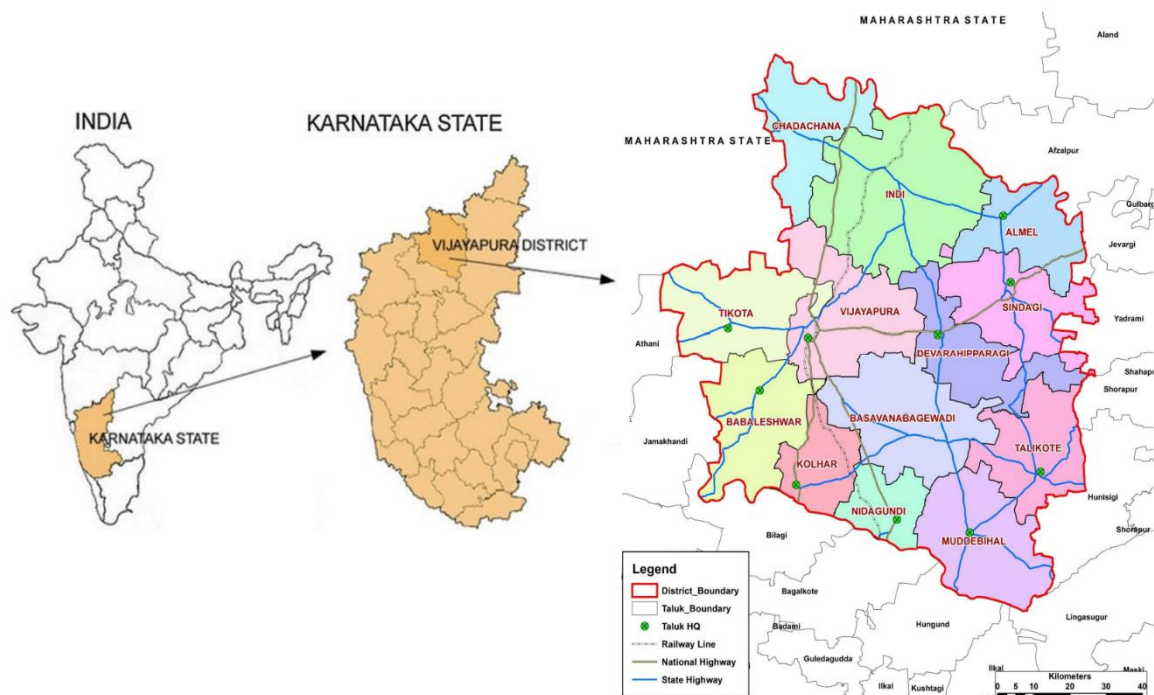 INDIA
KARNATAKA STATE
KARNATAKA STATE
VIJAYAPURA DISTRICT
MAHARASHTRA STATE
Aland
MAHARASHTRA STATE
CHADACHANA
Afzalpur
INDI
ALMEL
Jevargi
TIKOTA
VIJAYAPURA
SINDAGI
Yadrami
Athani
DEVARAHIPPARAGI
Shorapur
BABALESHWAR
BASAVANABAGEWADI
Jamakhandi
TALIKOTE
KOLHAR
Hunisigi
NIDAGUNDI
Bilagi
MUDDEBIHAL
Bagalkote
Lingasugur
Badami
Hungund
Guledagudda
Ilkal
Ilkal
Kushtagi
Legend
District_Boundary
Taluk_Boundary
Taluk HQ
Railway Line
National Highway
State Highway
Kilometers
0 5 10 20 30 40